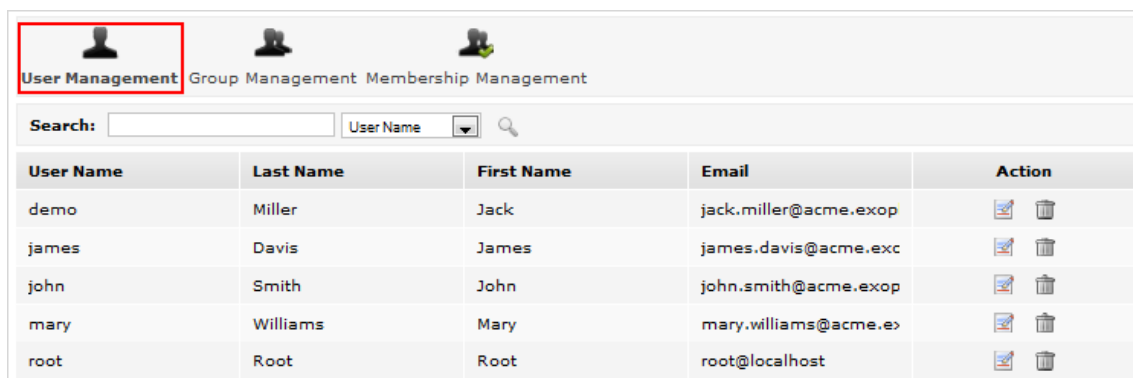 User Management Group Management Membership Management
Search: User Name
User Name Last Name First Name Email Action
demo Miller Jack jack.miller@acme.exop
james Davis James james.davis@acme.exc
john Smith John john.smith@acme.exop
mary Williams Mary mary.williams@acme.ex
root Root Root root@localhost